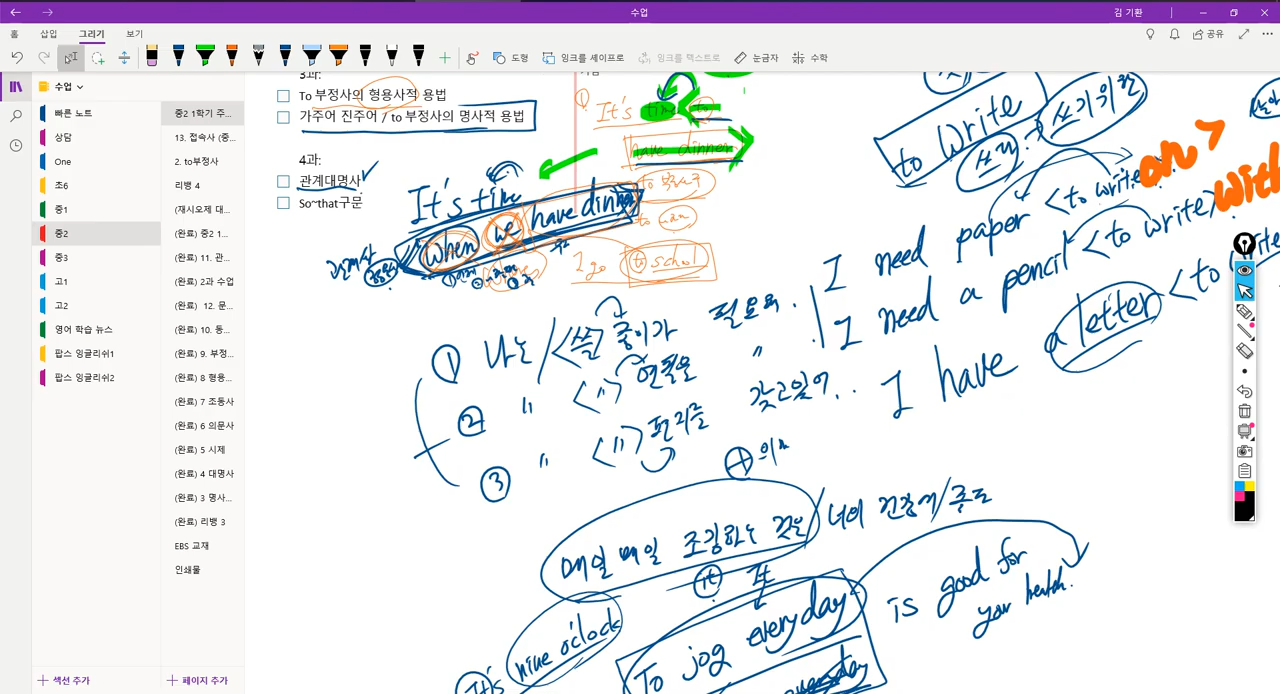 수업
김 기환
홈 삽입 그리기 보기
공유
도형 잉크를 셰이프로 잉크를 텍스트로 눈금자 수학
수업
빠른 노트
상담
One
초6
중1
중2
중3
고1
고2
영어 학습 뉴스
팝스 잉글리쉬1
팝스 잉글리쉬2
섹션 추가
중2 1학기 주...
13. 접속사 (중...
2. to부정사
리뱅 4
(재시오제 대...
(완료) 중2 1...
(완료) 11. 관...
(완료) 2과 수업
(완료) 12. 문...
(완료) 10. 동...
(완료) 9. 부정...
(완료) 8 형용...
(완료) 7 조동사
(완료) 6 의문사
(완료) 5 시제
(완료) 4 대명사
(완료) 3 명사...
(완료) 리뱅 3
EBS 교재
인쇄물
페이지 추가
3과:
To 부정사의 형용사적 용법
가주어 진주어 / to 부정사의 명사적 용법
4과:
관계대명사
So~that구문
It's time to
have dinner
It's time
when we have dinner
I go to school
to write
쓰기위한
I need paper <to write on>
I need a pencil <to write> with
I have a letter <to write
① 나는 <쓸> 종이가 필요해.
② " <"> 연필을 "
③ " <"> 편지를 갖고있어.
매일 매일 조깅하는 것은 / 너의 건강에 /
it
It
To jog everyday is good for your health.
It's nine o'clock